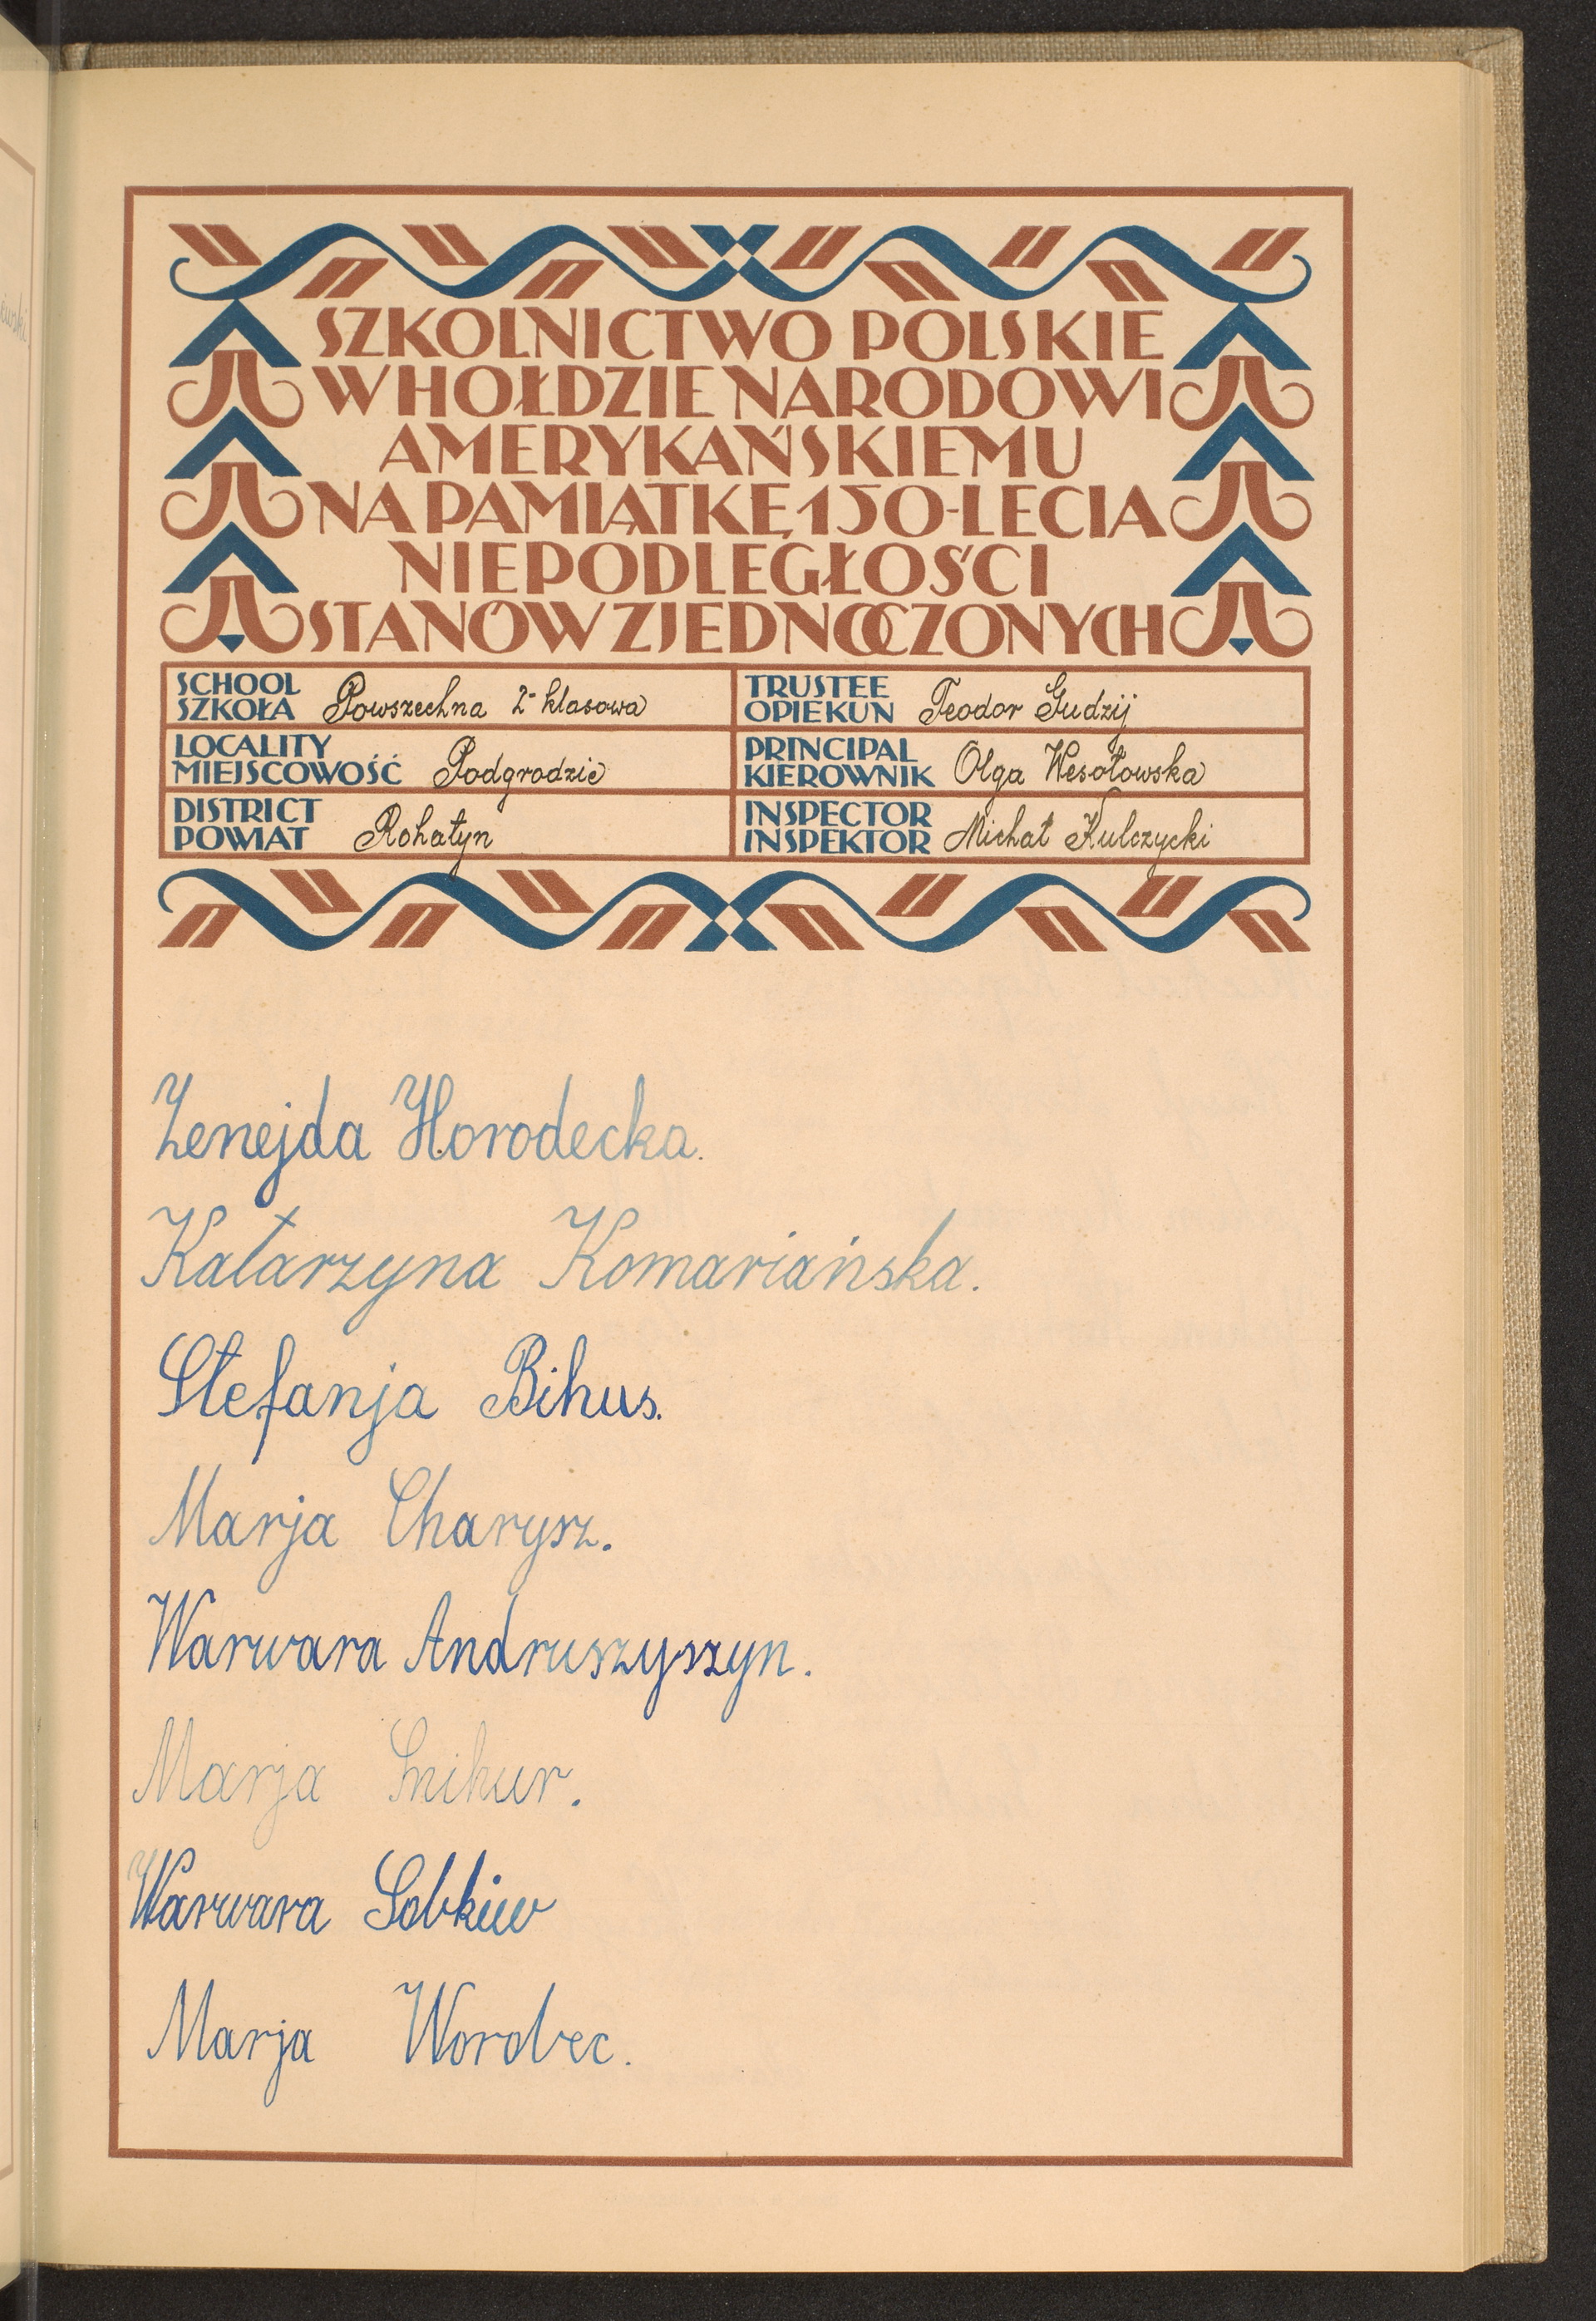 SZKOLNICTWO POLSKIE
W HOŁDZIE NARODOWI
AMERYKAŃSKIEMU
NA PAMIĄTKĘ 150-LECIA
NIEPODLEGŁOŚCI
STANÓW ZJEDNOCZONYCH
SCHOOL
SZKOŁA Powszechna 2-klasowa
TRUSTEE
OPIEKUN Teodor Gudzij
LOCALITY
MIEJSCOWOŚĆ Podgrodzie
PRINCIPAL
KIEROWNIK Olga Wesołowska
DISTRICT
POWIAT Rohatyn
INSPECTOR
INSPEKTOR Michał Kulczycki
Zenejda Horodecka.
Katarzyna Komariańska.
Stefanja Bihus.
Marja Charysz.
Warwara Andruszyszyn.
Marja Snihur.
Warwara Sobkiw
Marja Worobec.